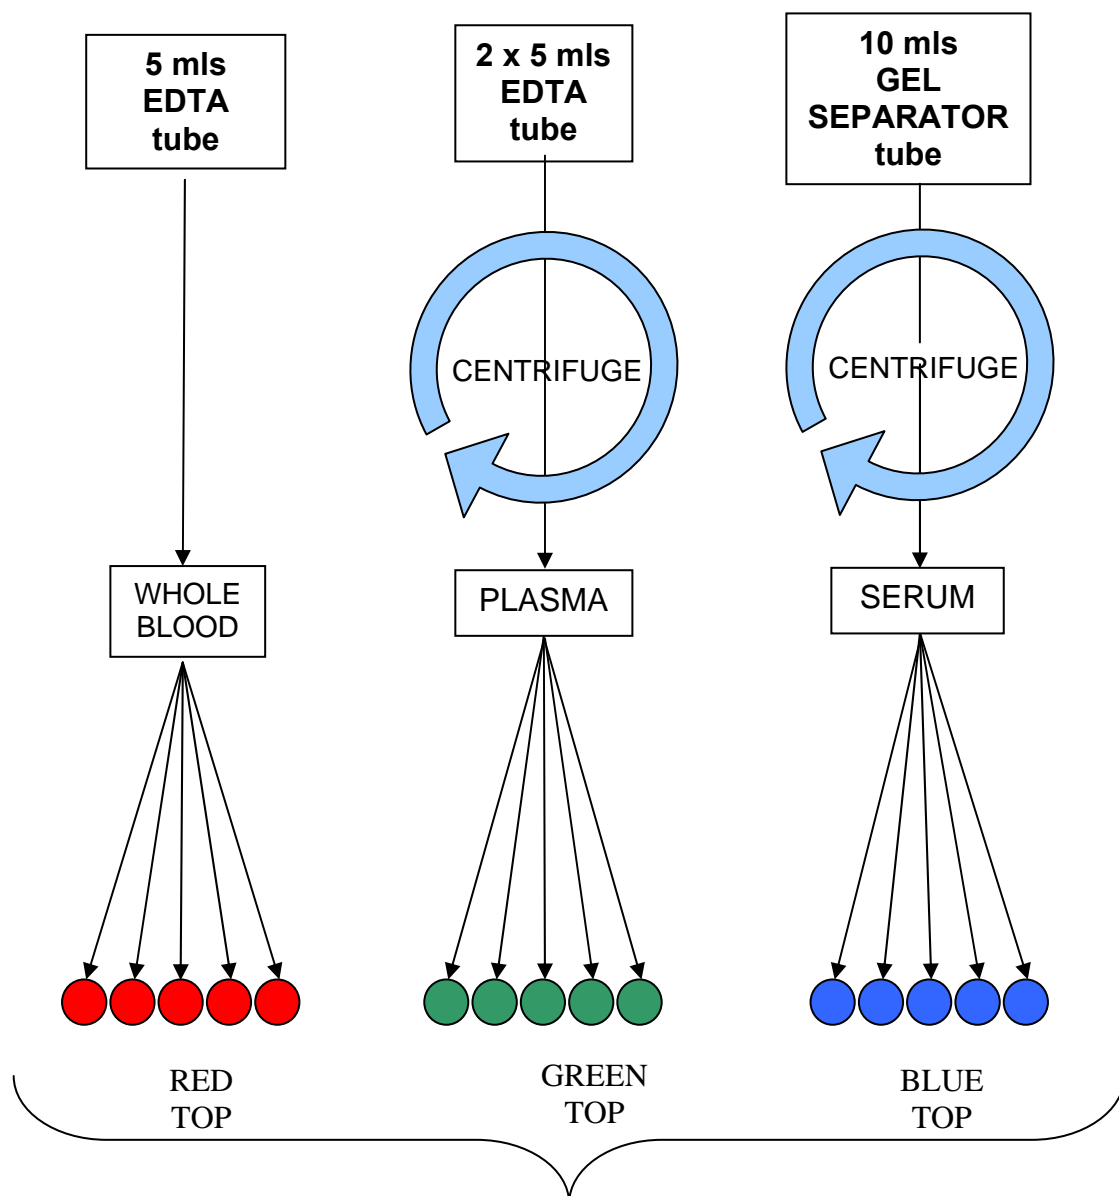 5 mls
EDTA
tube
2 x 5 mls
EDTA
tube
10 mls
GEL
SEPARATOR
tube
CENTRIFUGE
CENTRIFUGE
WHOLE
BLOOD
PLASMA
SERUM
RED
TOP
GREEN
TOP
BLUE
TOP